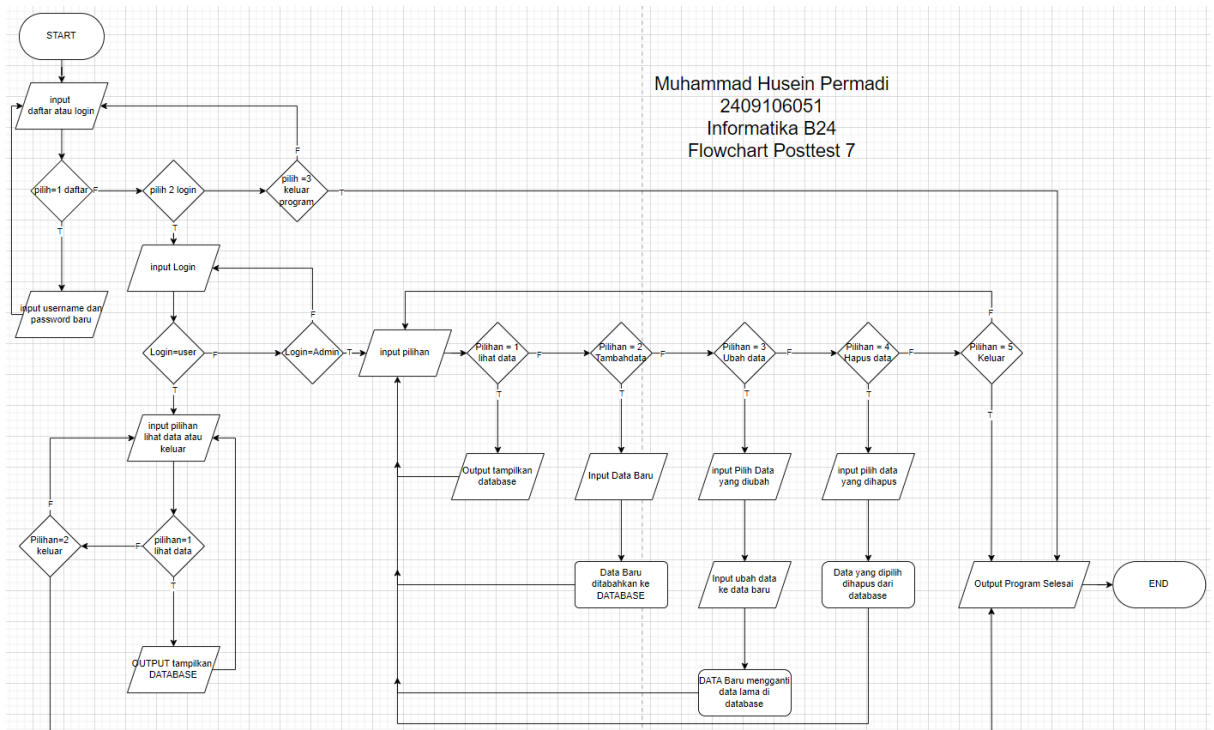 START
input
daftar atau login
Muhammad Husein Permadi
2409106051
Informatika B24
Flowchart Posttest 7
F
pilih=1 daftar
F
pilih 2 login
pilih =3
keluar
program
T
T
T
input Login
input username dan
password baru
F
F
Login=user
F
Login=Admin
T
input pilihan
Pilihan = 1
lihat data
F
Pilihan = 2
Tambahdata
F
Pilihan = 3
Ubah data
F
Pilihan = 4
Hapus data
F
Pilihan = 5
Keluar
T
T
T
T
T
T
input pilihan
lihat data atau
keluar
Output tampilkan
database
Input Data Baru
input Pilih Data
yang diubah
input pilih data
yang dihapus
F
Pilihan=2
keluar
F
pilihan=1
lihat data
T
Data Baru
ditabahkan ke
DATABASE
Input ubah data
ke data baru
Data yang dipilih
dihapus dari
database
Output Program Selesai
END
OUTPUT tampilkan
DATABASE
DATA Baru mengganti
data lama di
database